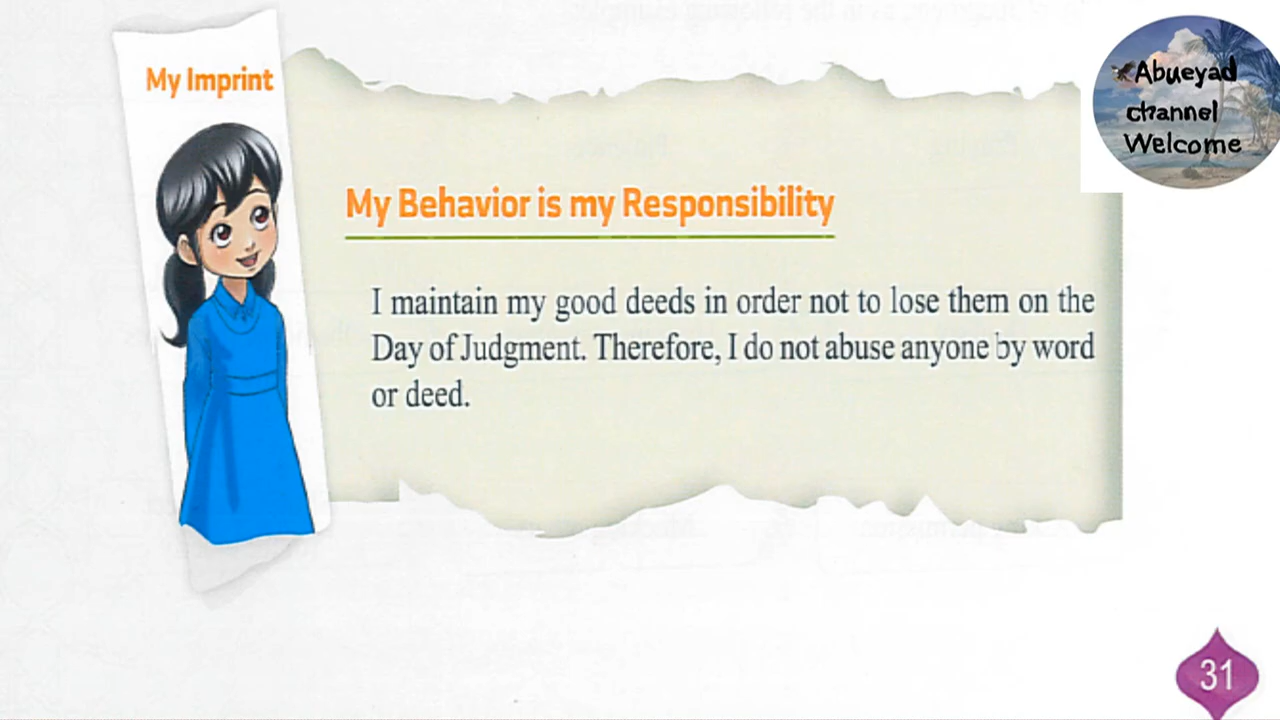 My Imprint
Abueyad
channel
Welcome
My Behavior is my Responsibility
I maintain my good deeds in order not to lose them on the
Day of Judgment. Therefore, I do not abuse anyone by word
or deed.
31